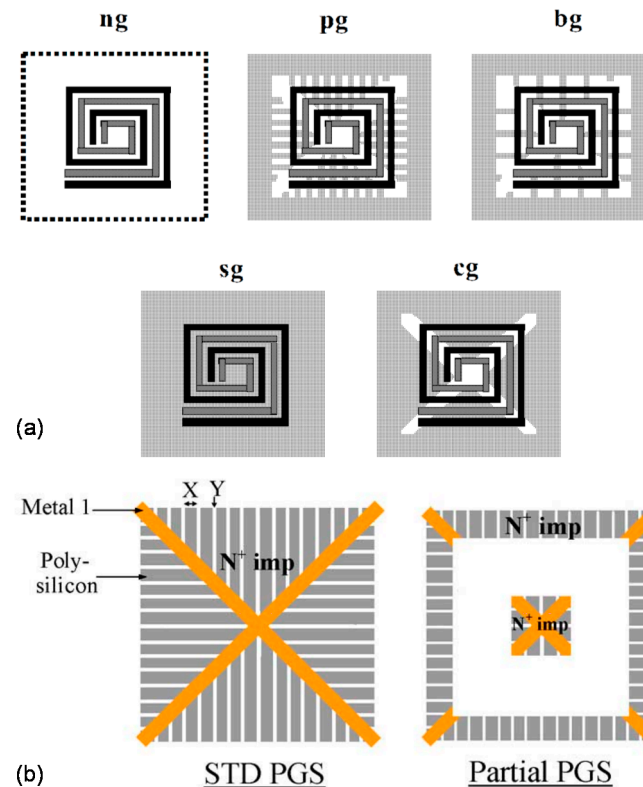 ng pg bg
sg cg
(a)
X Y
Metal 1
N+ imp
N+ imp
Poly-
silicon
N+ imp
(b)
STD PGS Partial PGS